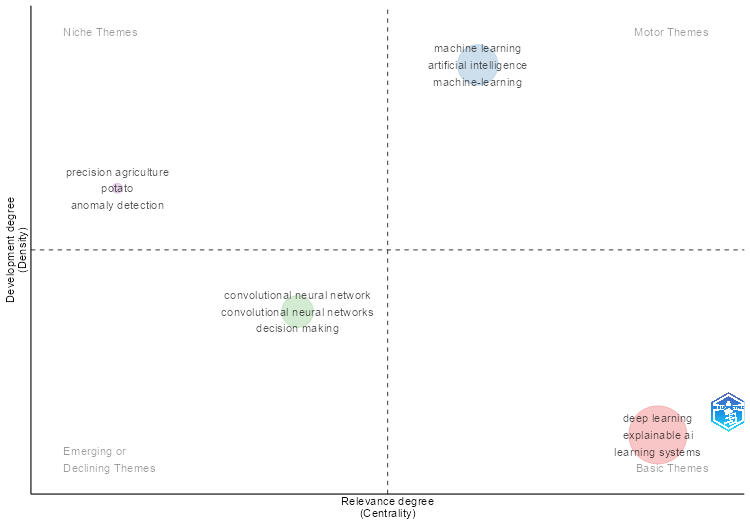 Niche Themes
Motor Themes
machine learning
artificial intelligence
machine-learning
precision agriculture
potato
anomaly detection
Development degree
(Density)
convolutional neural network
convolutional neural networks
decision making
deep learning
explainable ai
learning systems
Emerging or
Declining Themes
Basic Themes
Relevance degree
(Centrality)